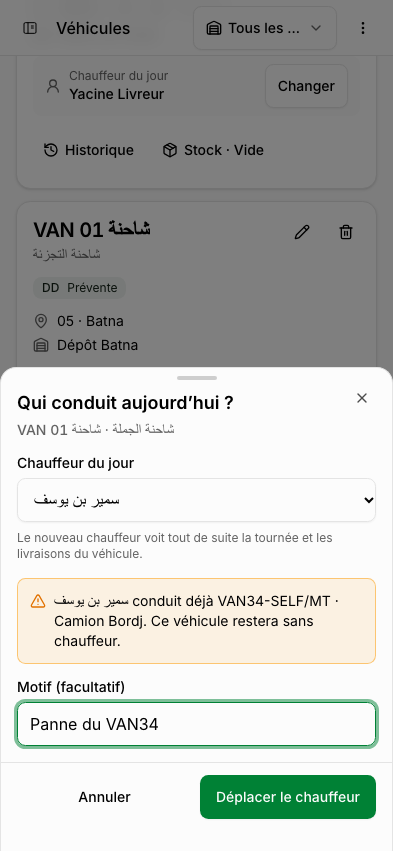 Véhicules
Tous les ...
Chauffeur du jour
Yacine Livreur
Changer
Historique
Stock · Vide
VAN 01 شاحنة
شاحنة التجزئة
DD Prévente
05 · Batna
Dépôt Batna
Qui conduit aujourd’hui ?
VAN 01 شاحنة · شاحنة الجملة
Chauffeur du jour
سمير بن يوسف
Le nouveau chauffeur voit tout de suite la tournée et les
livraisons du véhicule.
سمير بن يوسف conduit déjà VAN34-SELF/MT ·
Camion Bordj. Ce véhicule restera sans
chauffeur.
Motif (facultatif)
Panne du VAN34
Annuler
Déplacer le chauffeur